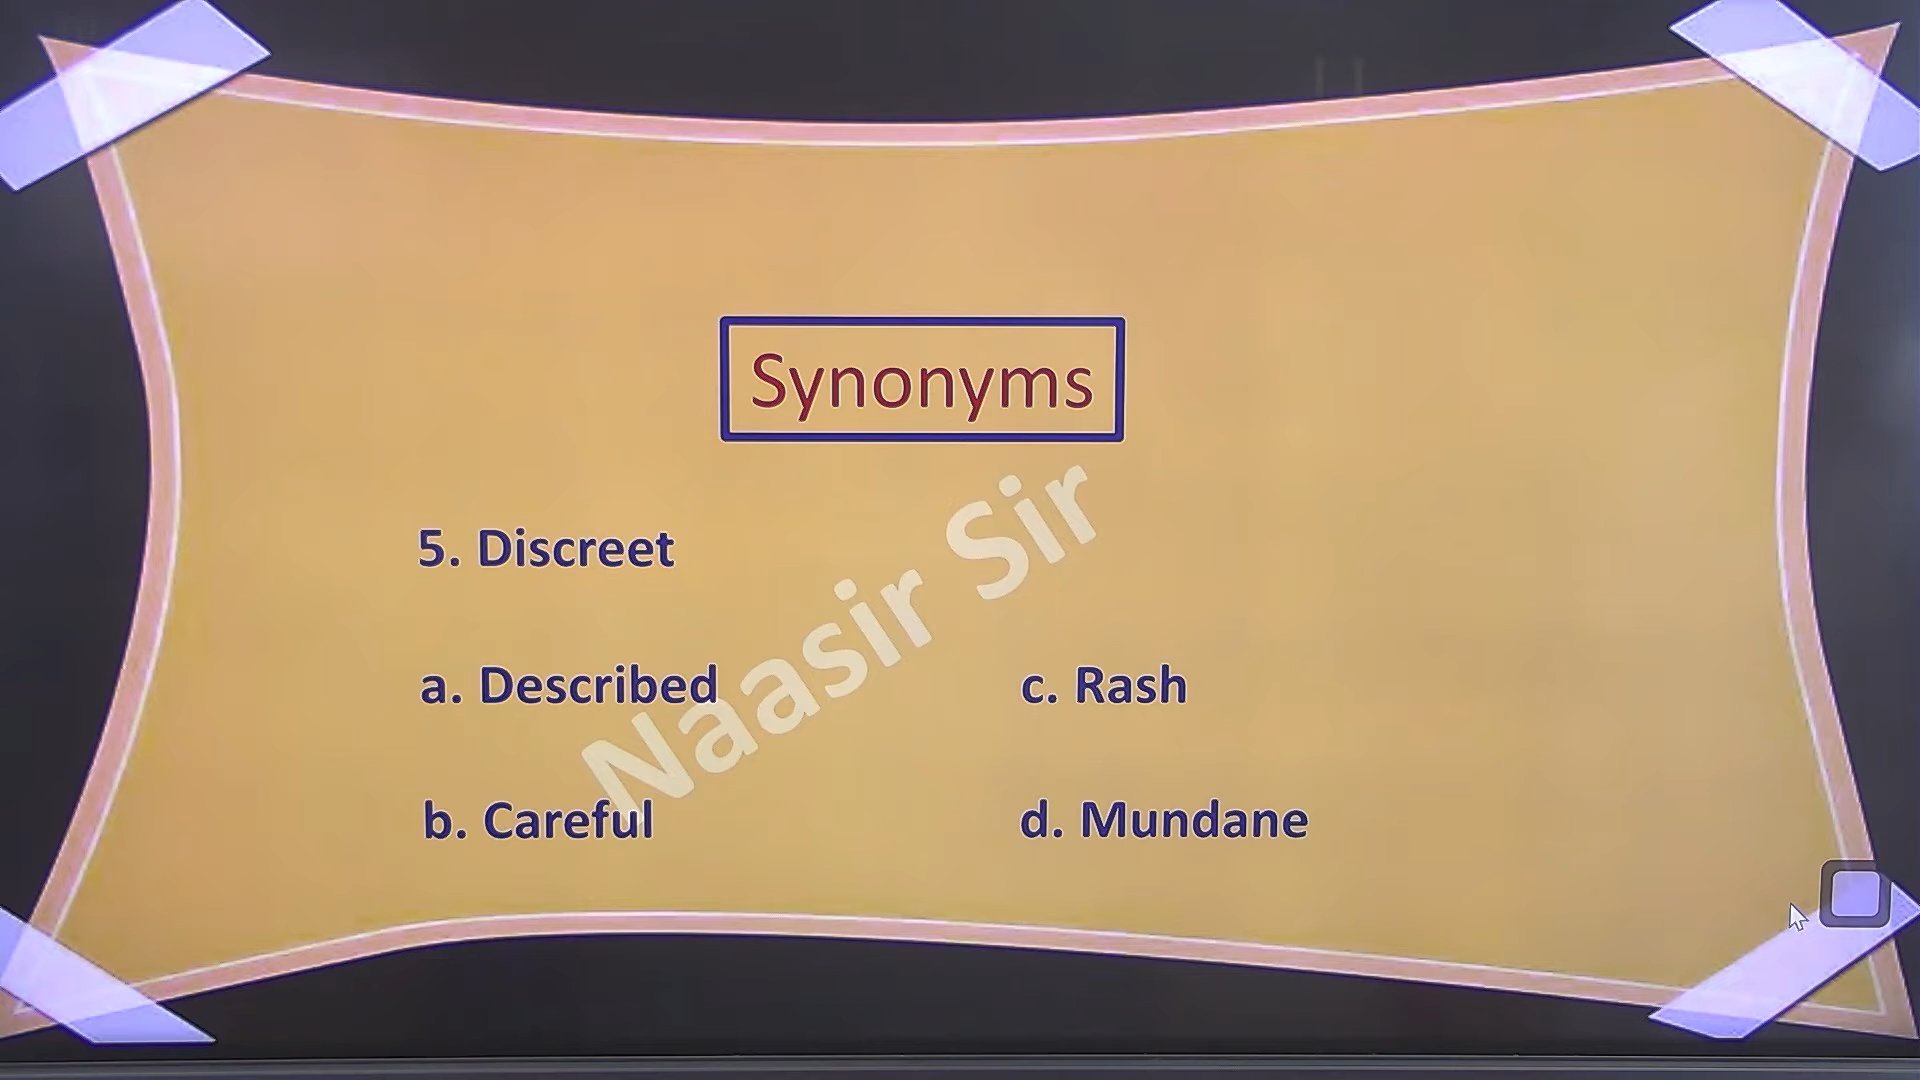 Synonyms
5. Discreet
a. Described
c. Rash
b. Careful
d. Mundane
Naasir Sir